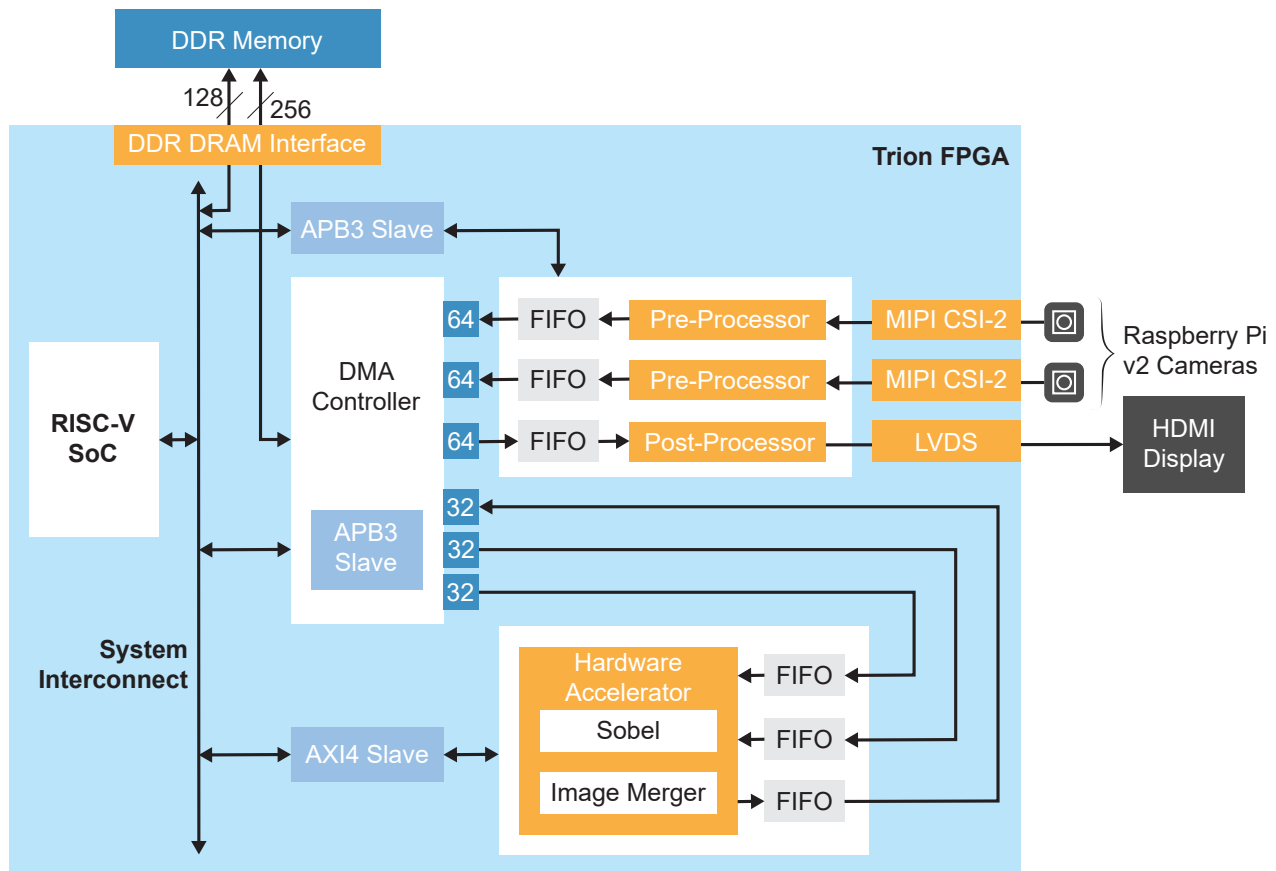 DDR Memory
128
256
DDR DRAM Interface
Trion FPGA
APB3 Slave
64
FIFO
Pre-Processor
MIPI CSI-2
Raspberry Pi
v2 Cameras
DMA
Controller
64
FIFO
Pre-Processor
MIPI CSI-2
RISC-V
SoC
64
FIFO
Post-Processor
LVDS
HDMI
Display
32
APB3
Slave
32
32
System
Interconnect
Hardware
Accelerator
FIFO
Sobel
FIFO
AXI4 Slave
Image Merger
FIFO